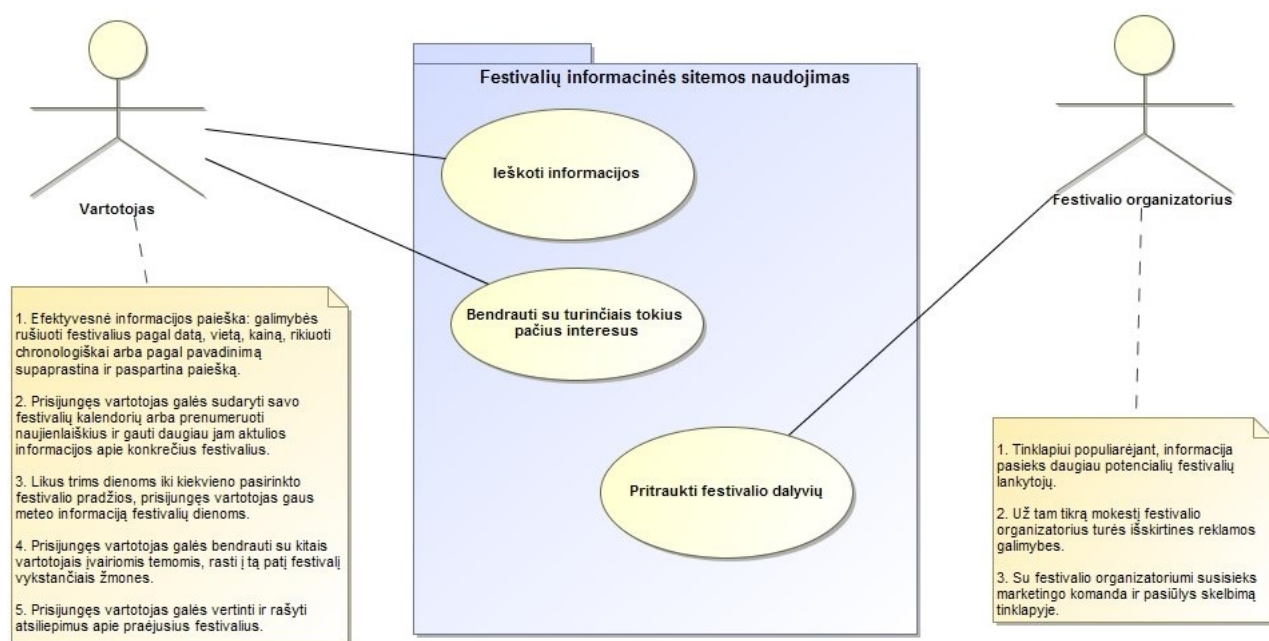 Festivalių informacinės sitemos naudojimas
Ieškoti informacijos
Vartotojas
Festivalio organizatorius
Bendrauti su turinčiais tokius
pačius interesus
Pritraukti festivalio dalyvių
1. Efektyvesnė informacijos paieška: galimybės
rušiuoti festivalius pagal datą, vietą, kainą, rikiuoti
chronologiškai arba pagal pavadinimą
supaprastina ir paspartina paiešką.
2. Prisijungęs vartotojas galės sudaryti savo
festivalių kalendorių arba prenumeruoti
naujienlaiškius ir gauti daugiau jam aktulios
informacijos apie konkrečius festivalius.
3. Likus trims dienoms iki kiekvieno pasirinkto
festivalio pradžios, prisijungęs vartotojas gaus
meteo informaciją festivalių dienoms.
4. Prisijungęs vartotojas galės bendrauti su kitais
vartotojais įvairiomis temomis, rasti į tą patį festivalį
vykstančiais žmones.
5. Prisijungęs vartotojas galės vertinti ir rašyti
atsiliepimus apie praėjusius festivalius.
1. Tinklapiui populiarėjant, informacija
pasieks daugiau potencialių festivalių
lankytojų.
2. Už tam tikrą mokestį festivalio
organizatorius turės išskirtines reklamos
galimybes.
3. Su festivalio organizatoriumi susisieks
marketingo komanda ir pasiūlys skelbimą
tinklapyje.